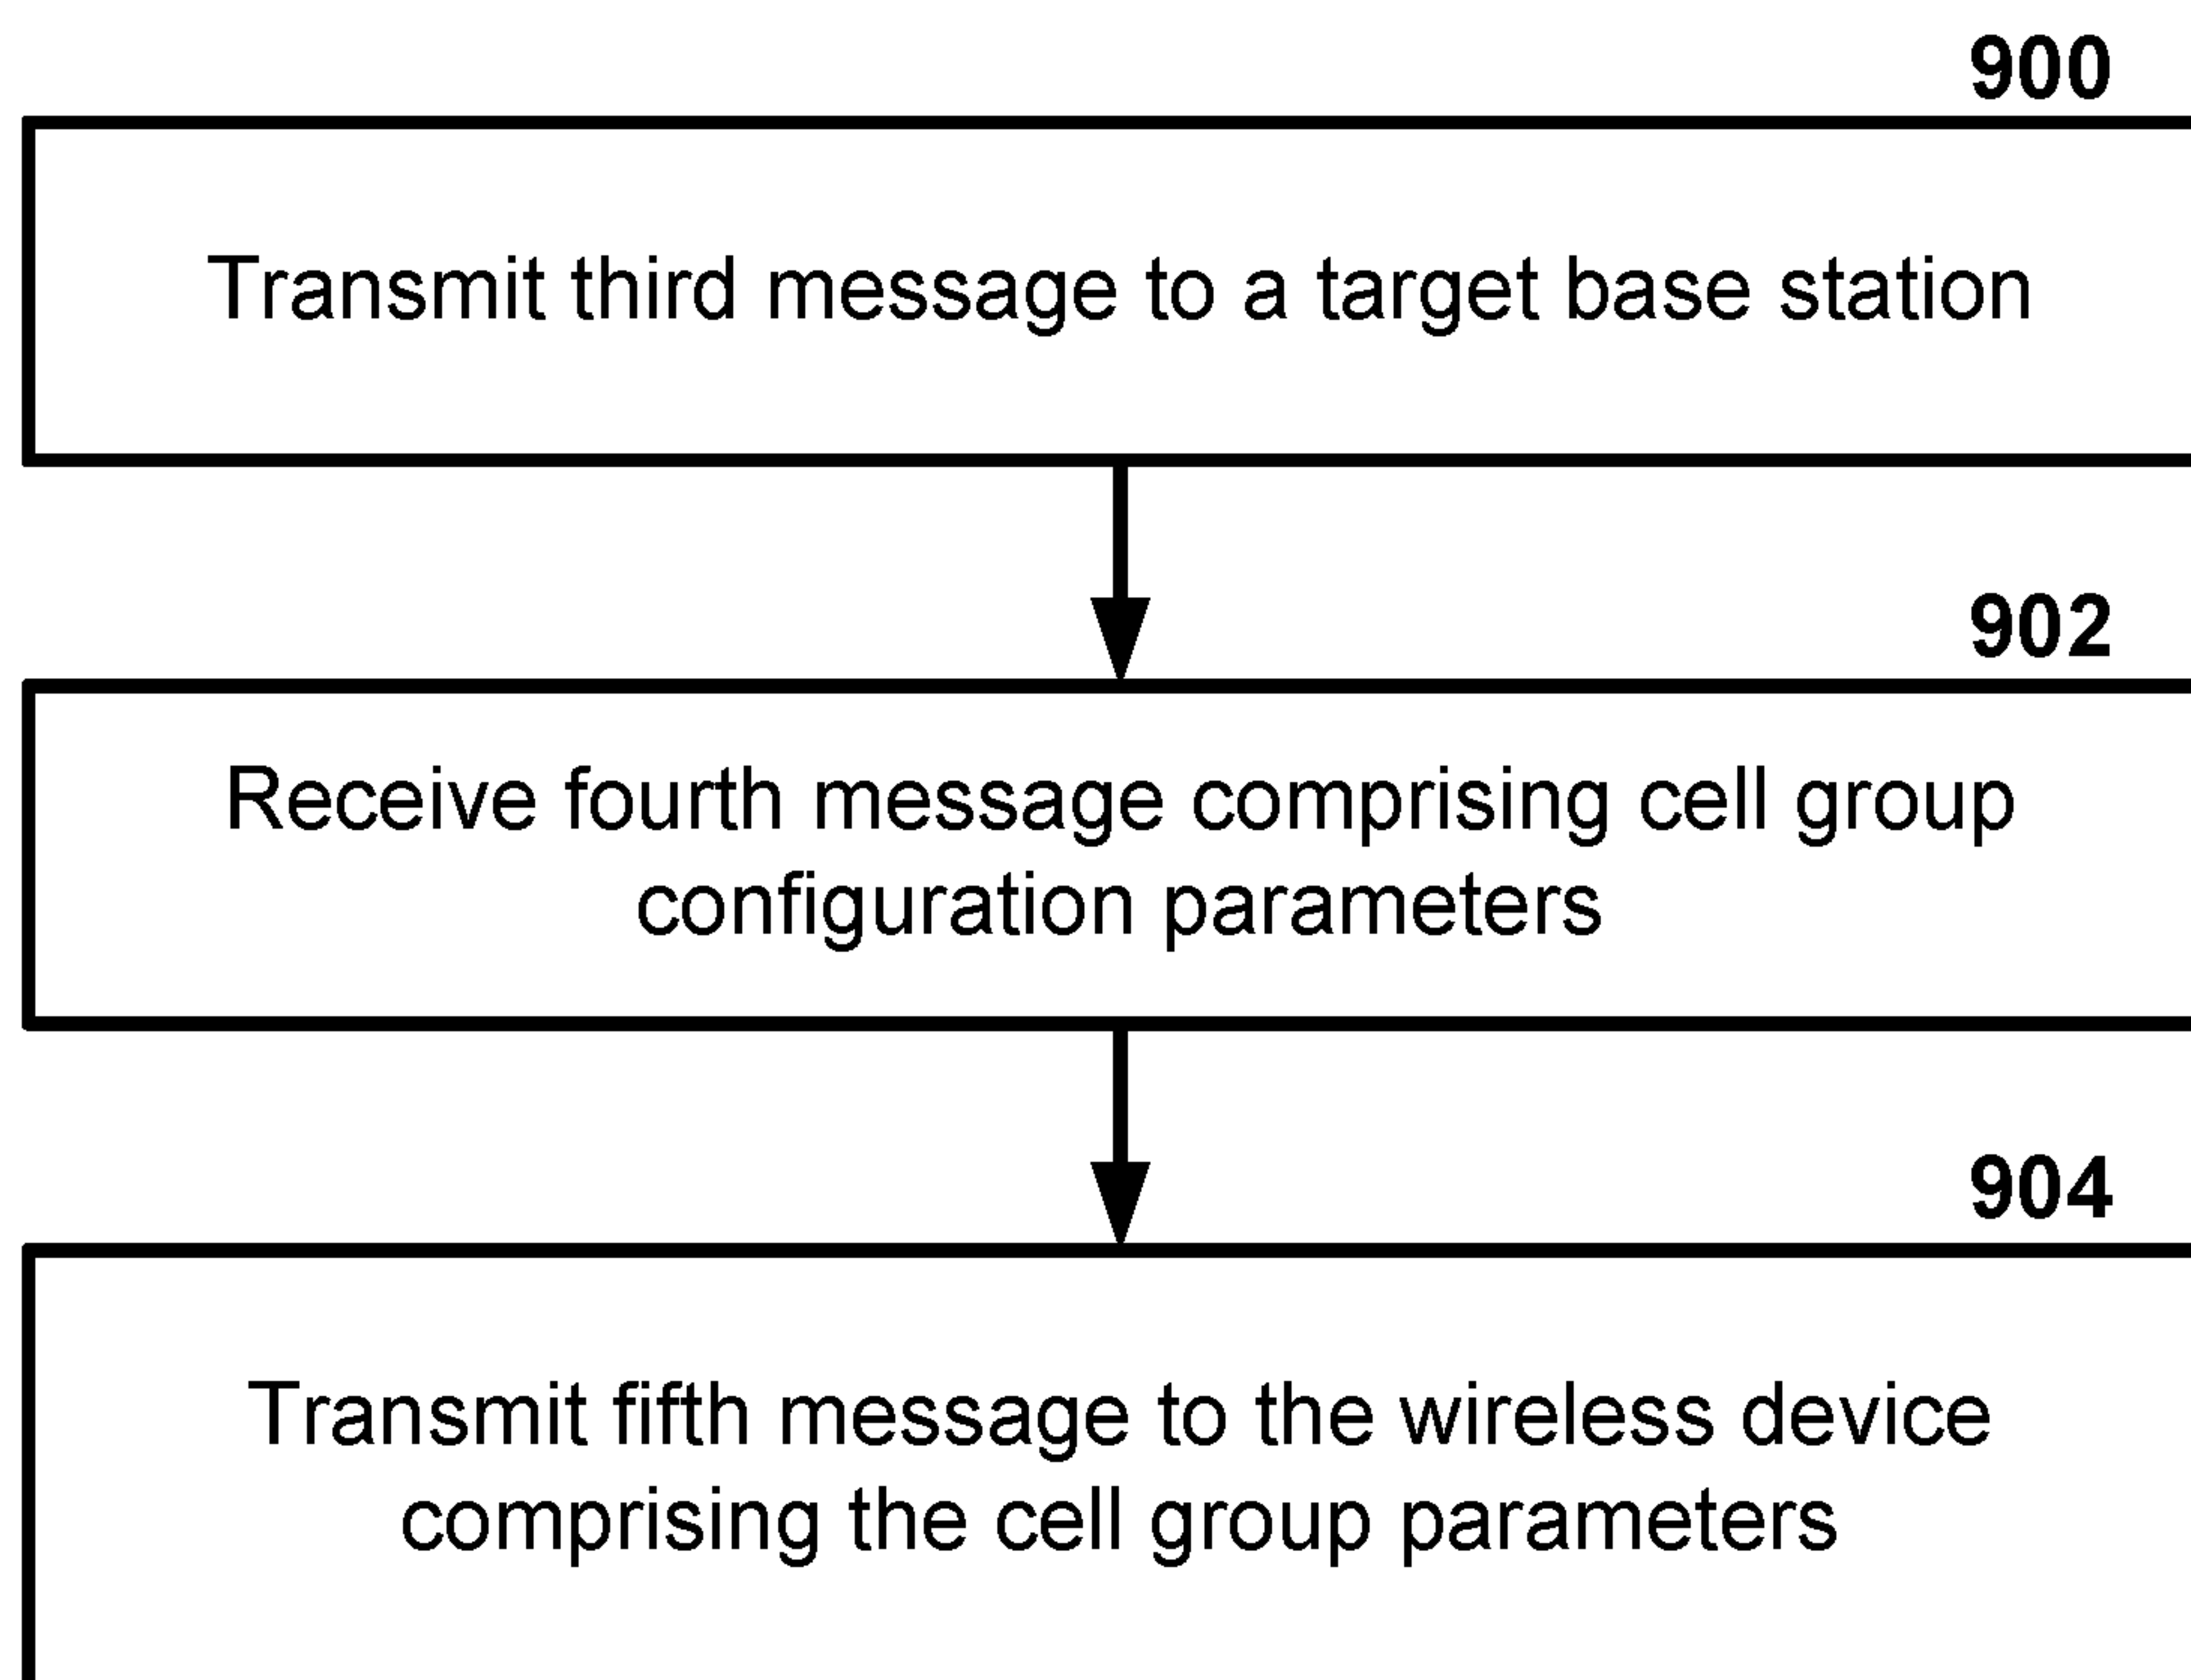 900
Transmit third message to a target base station
902
Receive fourth message comprising cell group
configuration parameters
904
Transmit fifth message to the wireless device
comprising the cell group parameters